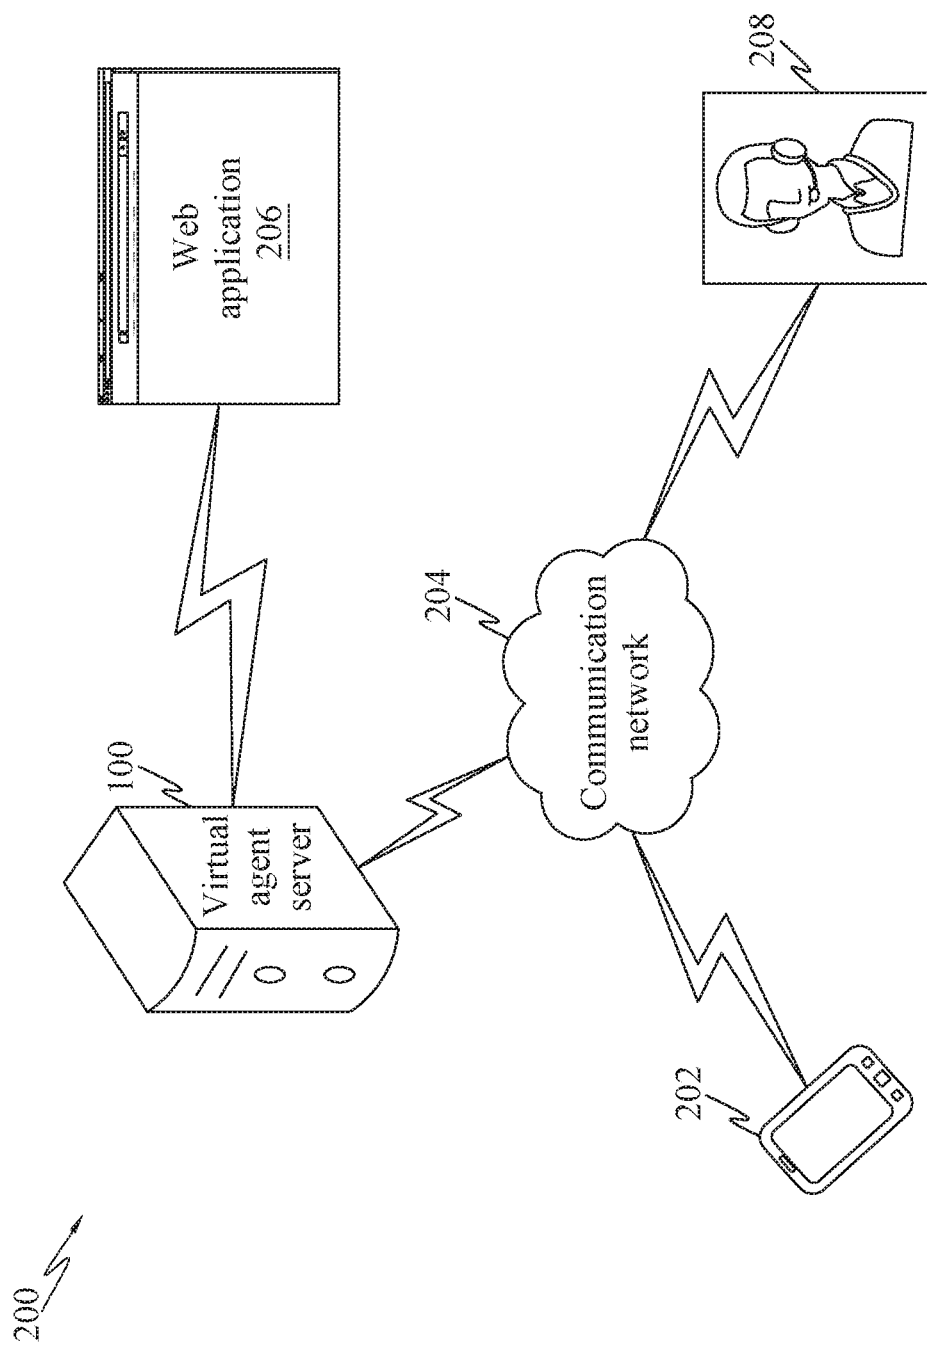 200
100
Virtual
agent
server
Web
application
206
204
Communication
network
202
208